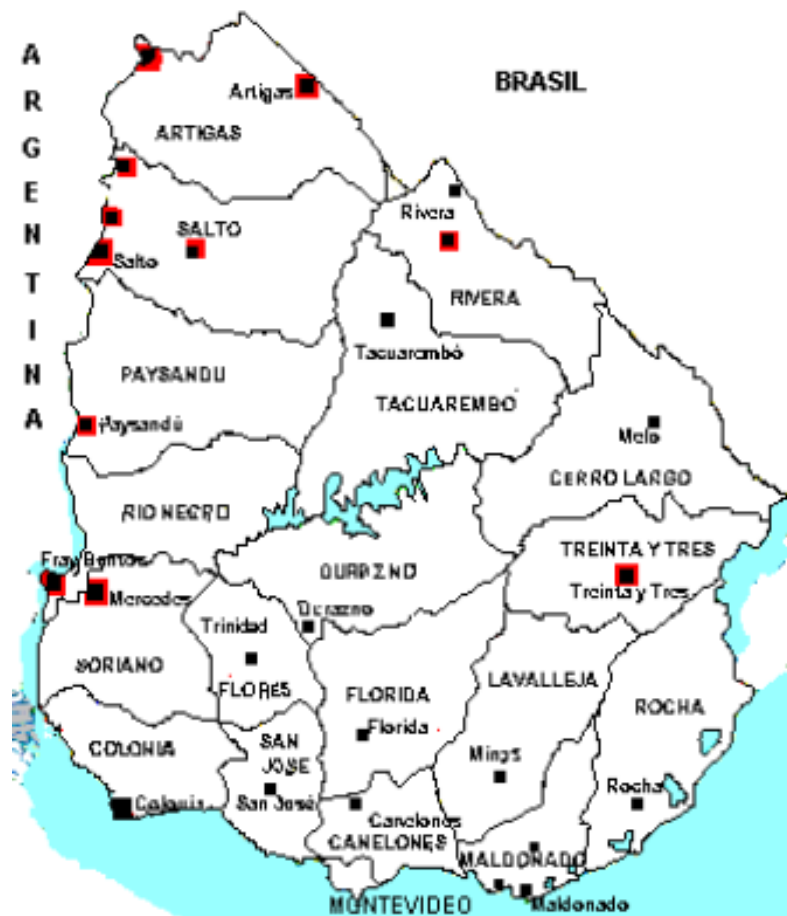 ARGENTINA
BRASIL
Artigas
ARTIGAS
Rivera
SALTO
Salto
RIVERA
Tacuarembó
PAYSANDU
TACUAREMBÓ
Paysandú
Melo
CERRO LARGO
RIO NEGRO
TREINTA Y TRES
Fray Bentos
DURAZNO
Treinta y Tres
Mercedes
Durazno
Trinidad
SORIANO
FLORES
FLORIDA
LAVALLEJA
ROCHA
Florida
COLONIA
SAN
JOSE
Minas
Rocha
Colonia
San José
Canelones
CANELONES
MALDONADO
MONTEVIDEO
Maldonado